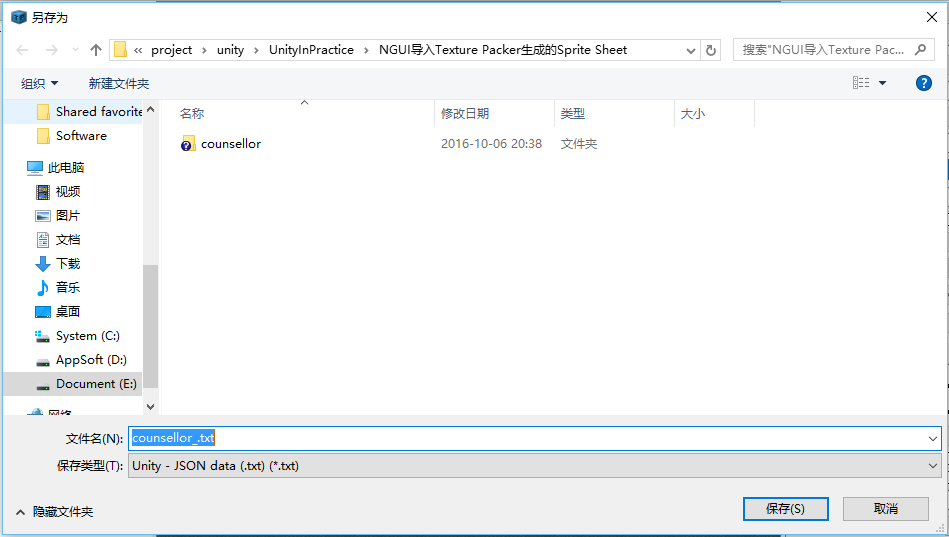 另存为
« project › unity › UnityInPractice › NGUI导入Texture Packer生成的Sprite Sheet
搜索"NGUI导入Texture Pac...
组织
新建文件夹
名称 修改日期 类型 大小
counsellor 2016-10-06 20:38 文件夹
Shared favorite
Software
此电脑
视频
图片
文档
下载
音乐
桌面
System (C:)
AppSoft (D:)
Document (E:)
网络
文件名(N): counsellor_.txt
保存类型(T): Unity - JSON data (.txt) (*.txt)
隐藏文件夹
保存(S) 取消